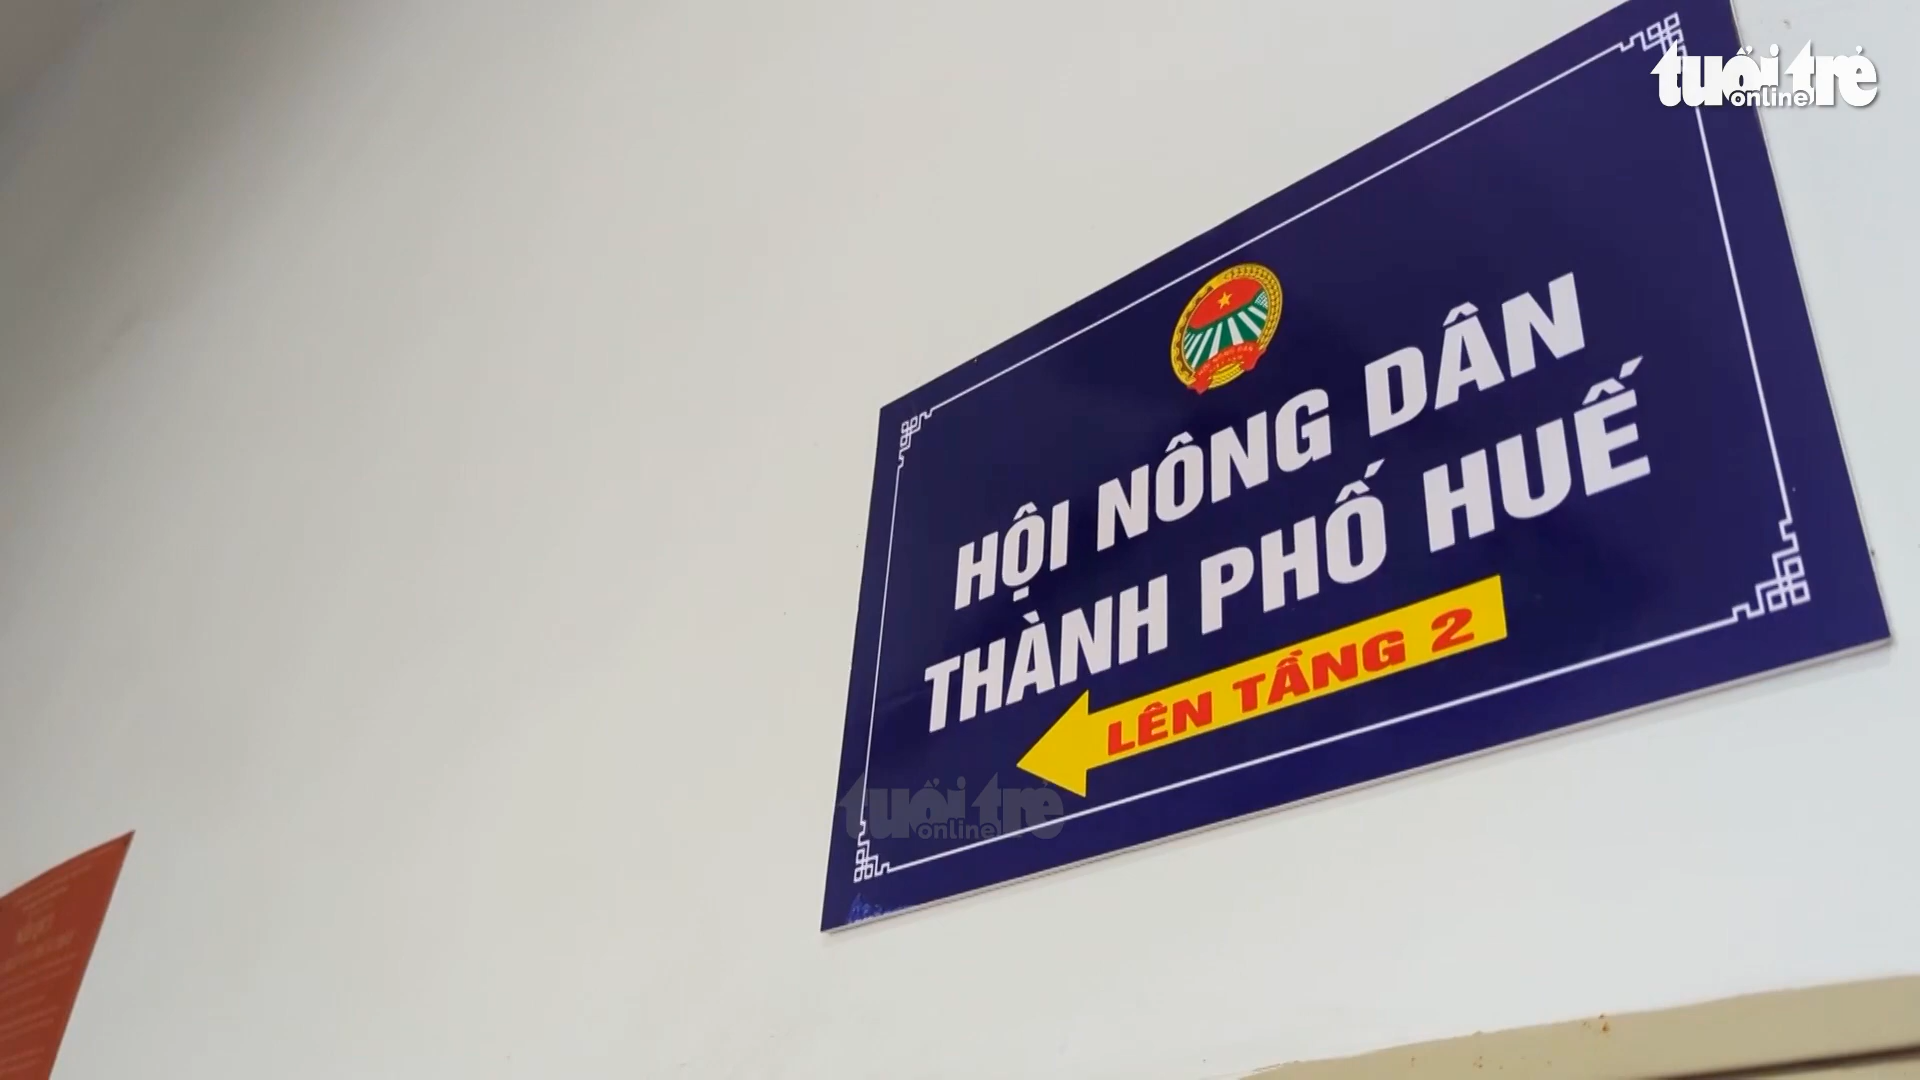 tuổi trẻ
online
HỘI NÔNG DÂN
THÀNH PHỐ HUẾ
LÊN TẦNG 2
tuổi trẻ
online